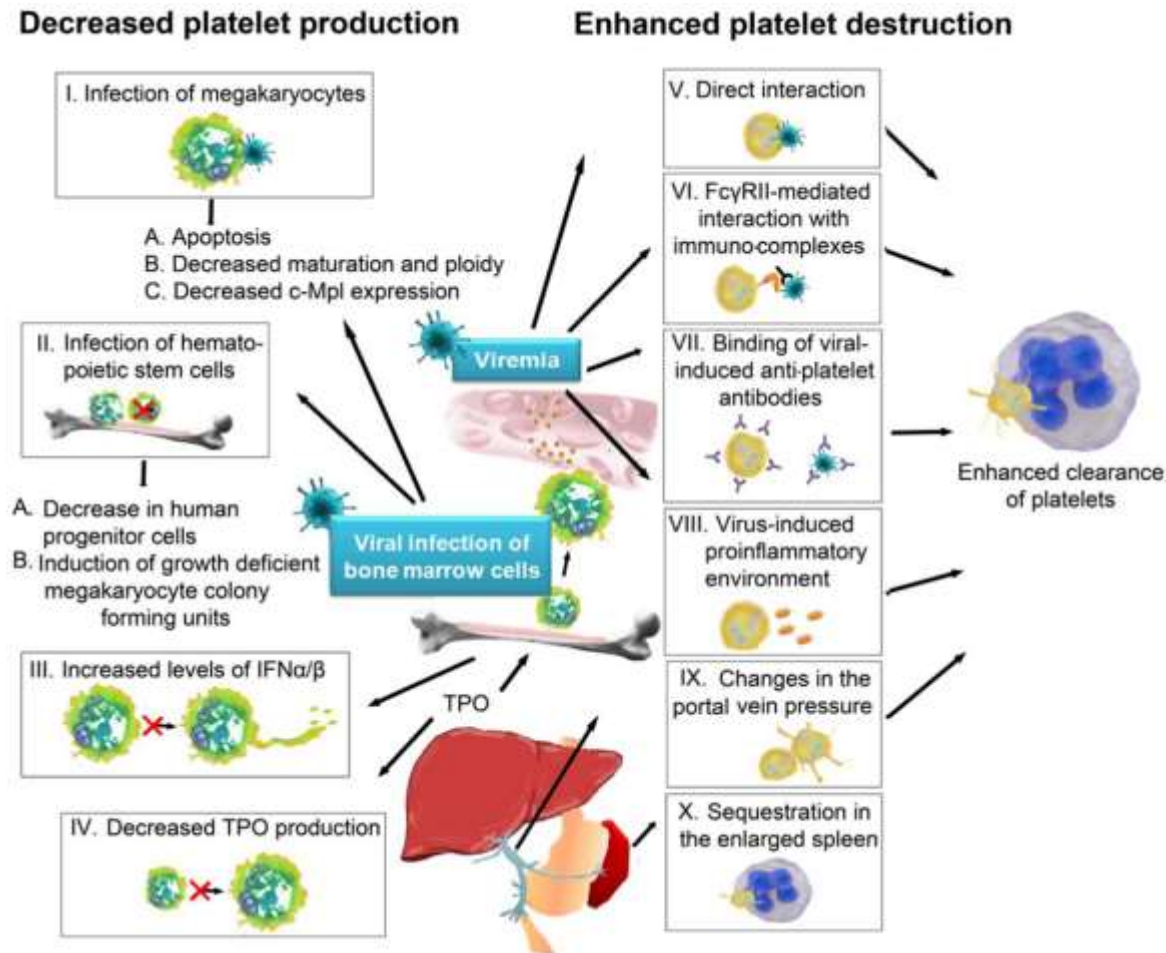 Decreased platelet production
Enhanced platelet destruction
I. Infection of megakaryocytes
A. Apoptosis
B. Decreased maturation and ploidy
C. Decreased c-Mpl expression
II. Infection of hemato-
poietic stem cells
A. Decrease in human
progenitor cells
B. Induction of growth deficient
megakaryocyte colony
forming units
III. Increased levels of IFNα/β
IV. Decreased TPO production
Viremia
Viral infection of
bone marrow cells
TPO
V. Direct interaction
VI. FcγRII-mediated
interaction with
immuno-complexes
VII. Binding of viral-
induced anti-platelet
antibodies
VIII. Virus-induced
proinflammatory
environment
IX. Changes in the
portal vein pressure
X. Sequestration in
the enlarged spleen
Enhanced clearance
of platelets